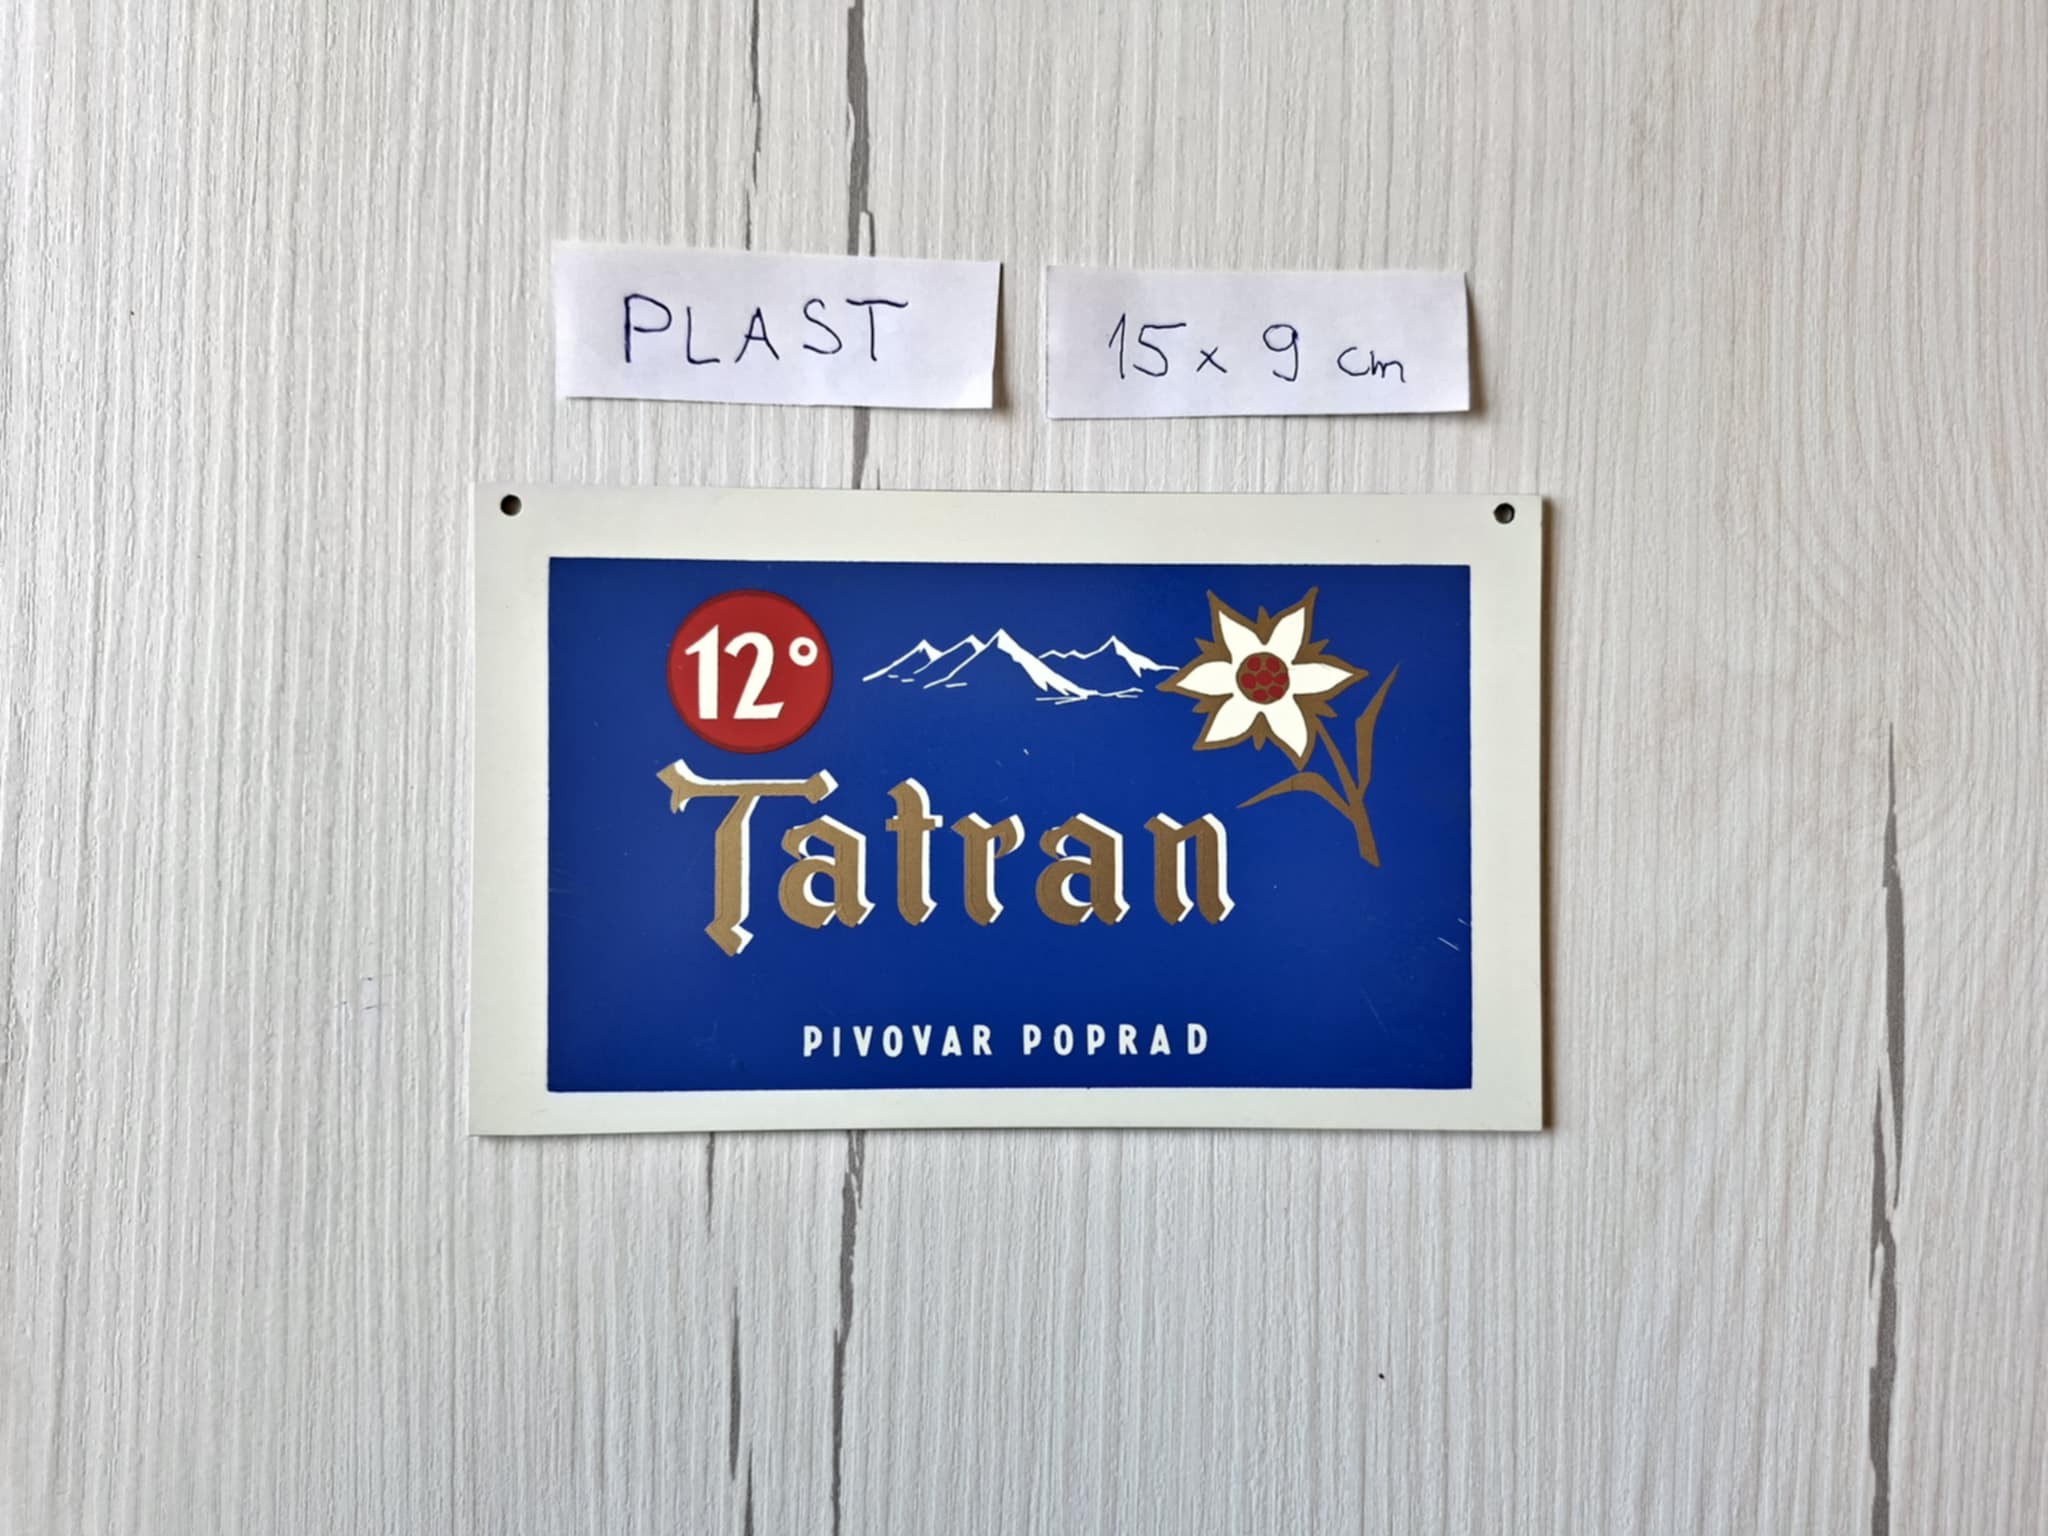 PLAST
15 x 9 cm
12°
Tatran
PIVOVAR POPRAD